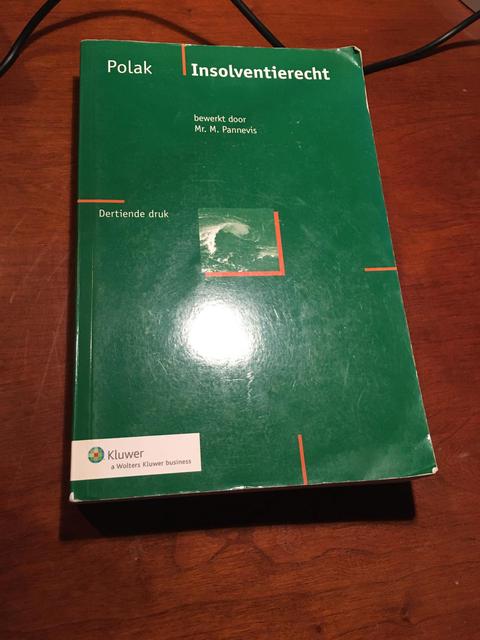 Polak
Insolventierecht
bewerkt door
Mr. M. Pannevis
Dertiende druk
Kluwer
a Wolters Kluwer business